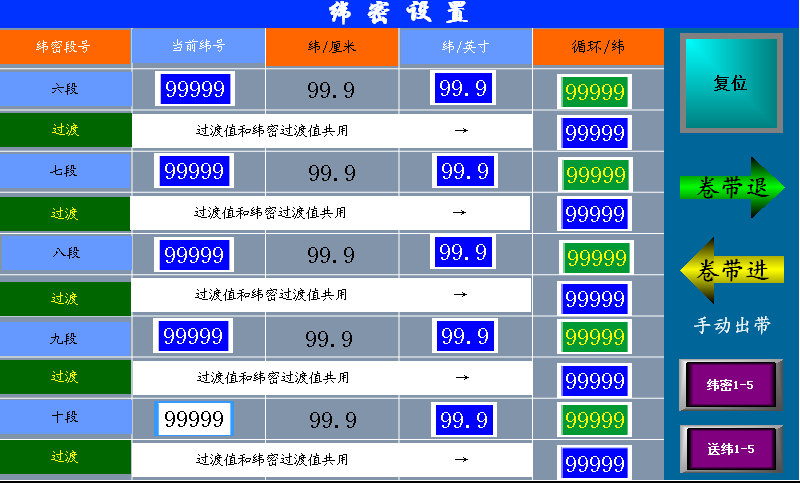 纬密设置
纬密段号 当前纬号 纬/厘米 纬/英寸 循环/纬
六段 99999 99.9 99.9 99999
过渡 过渡值和纬密过渡值共用 → 99999
七段 99999 99.9 99.9 99999
过渡 过渡值和纬密过渡值共用 → 99999
八段 99999 99.9 99.9 99999
过渡 过渡值和纬密过渡值共用 → 99999
九段 99999 99.9 99.9 99999
过渡 过渡值和纬密过渡值共用 → 99999
十段 99999 99.9 99.9 99999
过渡 过渡值和纬密过渡值共用 → 99999
复位
卷带退
卷带进
手动出带
纬密1-5
送纬1-5